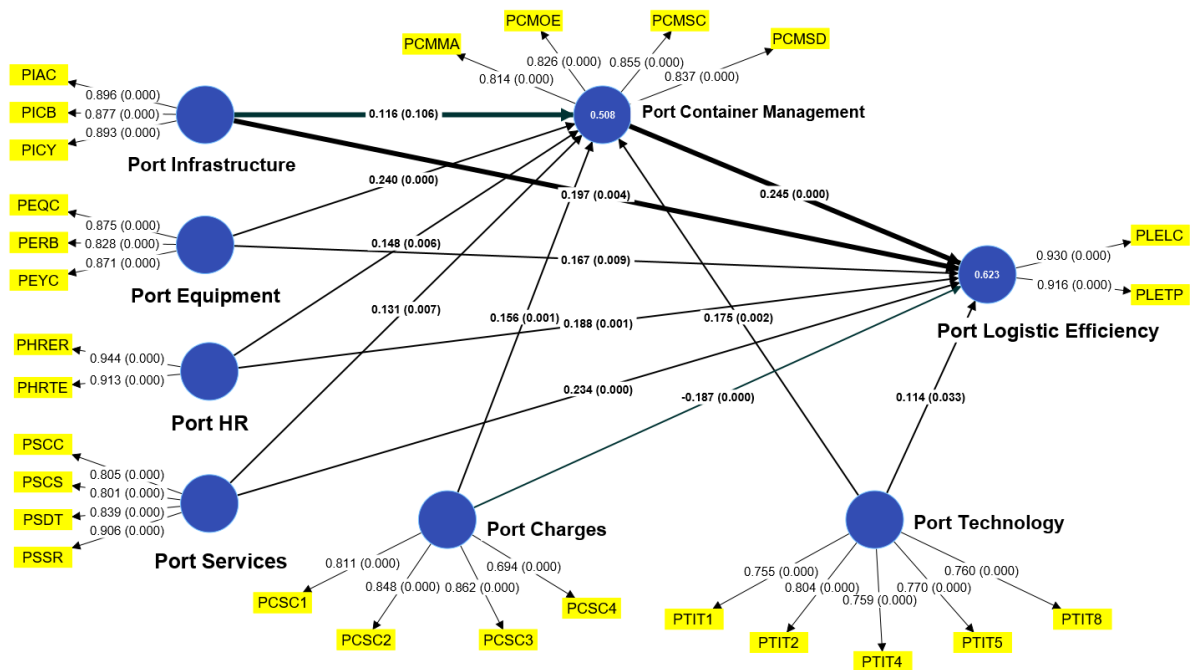 PCMOE
PCMSC
PCMMA
PCMSD
0.826 (0.000)
0.855 (0.000)
0.814 (0.000)
0.837 (0.000)
PIAC
0.896 (0.000)
PICB
0.877 (0.000)
PICY
0.893 (0.000)
Port Infrastructure
0.116 (0.106)
0.508
Port Container Management
0.240 (0.000)
0.197 (0.004)
0.245 (0.000)
PEQC
0.875 (0.000)
PERB
0.828 (0.000)
PEYC
0.871 (0.000)
Port Equipment
0.148 (0.006)
0.167 (0.009)
0.131 (0.007)
0.623
PLELC
0.930 (0.000)
0.916 (0.000)
PLETP
Port Logistic Efficiency
PHRER
0.944 (0.000)
PHRTE
0.913 (0.000)
Port HR
0.156 (0.001)
0.188 (0.001)
0.175 (0.002)
0.234 (0.000)
-0.187 (0.000)
0.114 (0.033)
PSCC
0.805 (0.000)
PSCS
0.801 (0.000)
PSDT
0.839 (0.000)
PSSR
0.906 (0.000)
Port Services
Port Charges
0.811 (0.000)
0.848 (0.000)
0.862 (0.000)
0.694 (0.000)
PCSC1
PCSC2
PCSC3
PCSC4
Port Technology
0.755 (0.000)
0.804 (0.000)
0.759 (0.000)
0.770 (0.000)
0.760 (0.000)
PTIT1
PTIT2
PTIT4
PTIT5
PTIT8